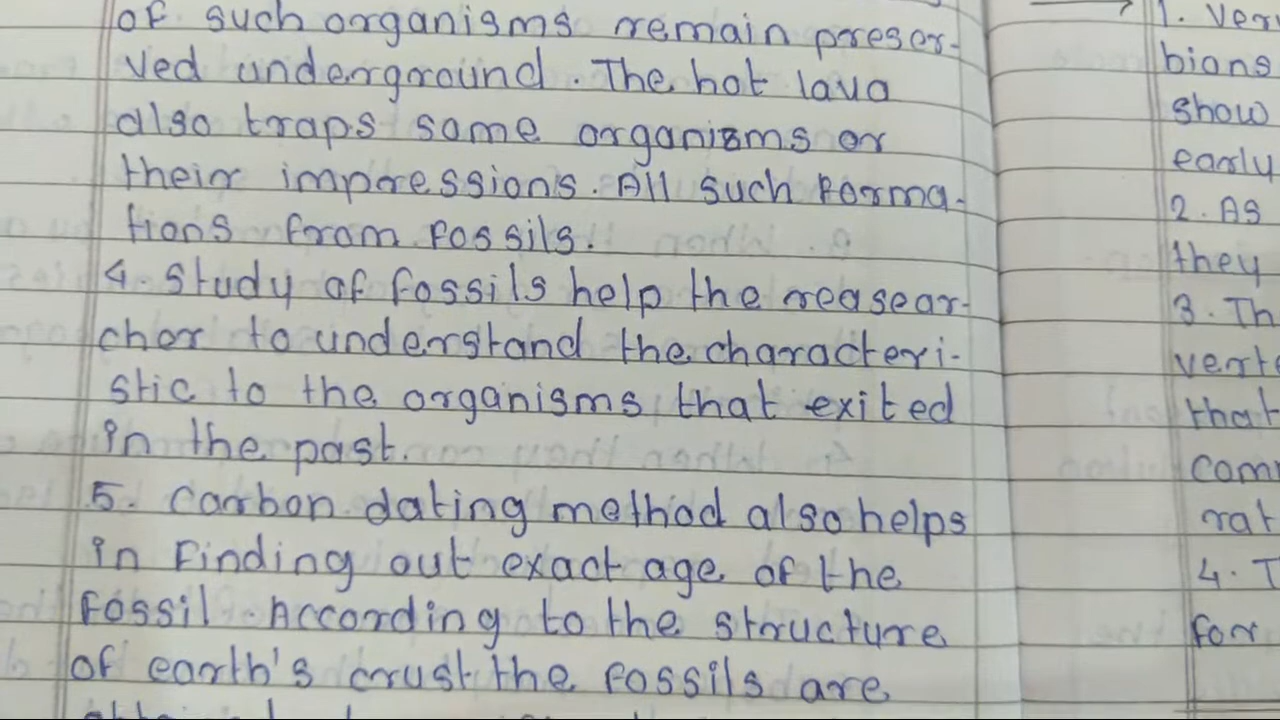 of such organisms remain preser-
ved underground. The hot lava
also traps some organisms or
their impressions. All such forma-
tions from fossils.
4. Study of fossils help the reasear-
cher to understand the characteri-
stic to the organisms that exited
in the past.
5. Carbon dating method also helps
in finding out exact age of the
fossil. According to the structure
of earth's crust the fossils are
1. Ver
bians
show
early
2. As
they
3. Th
verte
that
com
rat
4. T
for